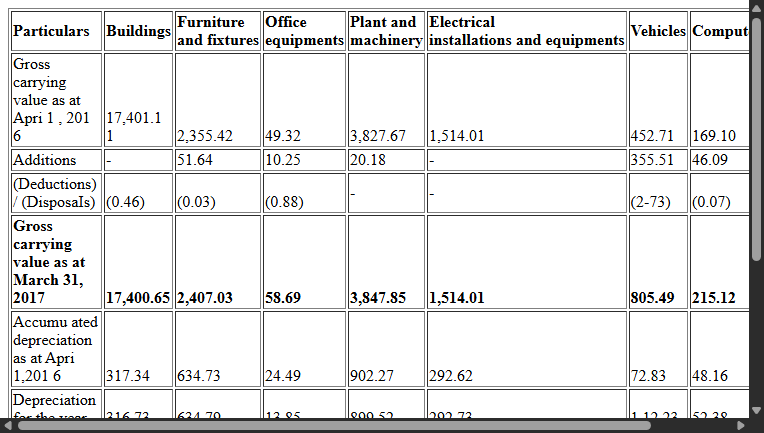 Particulars Buildings Furniture and fixtures Office equipments Plant and machinery Electrical installations and equipments Vehicles Comput
Gross carrying value as at Apri 1 , 201 6 17,401.1 1 2,355.42 49.32 3,827.67 1,514.01 452.71 169.10
Additions - 51.64 10.25 20.18 - 355.51 46.09
(Deductions) / (DisposaIs) (0.46) (0.03) (0.88) - - (2-73) (0.07)
Gross carrying value as at March 31, 2017 17,400.65 2,407.03 58.69 3,847.85 1,514.01 805.49 215.12
Accumu ated depreciation as at Apri 1,201 6 317.34 634.73 24.49 902.27 292.62 72.83 48.16
Depreciation for the year 316.73 634.79 13.85 899.52 292.73 1 12.23 52.38